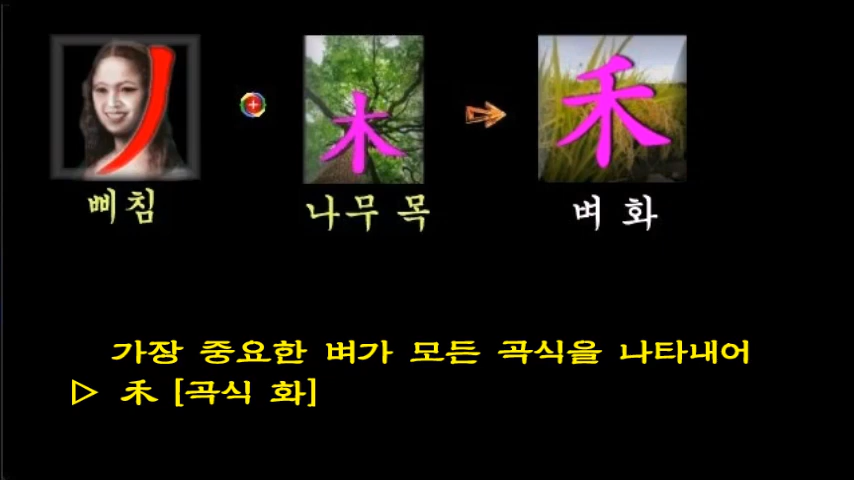 丿 木 禾
삐침 나무 목 벼 화
가장 중요한 벼가 모든 곡식을 나타내어
▷ 禾 [곡식 화]